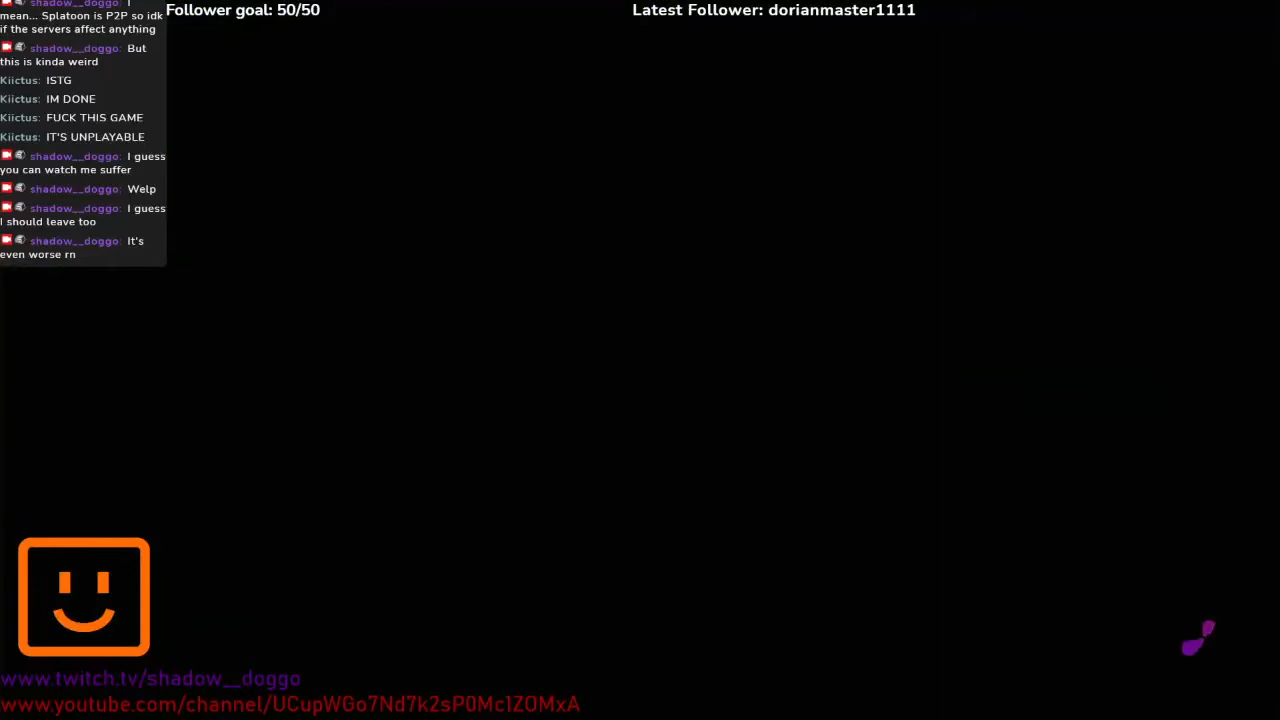 shadow__doggo: I
mean... Splatoon is P2P so idk
if the servers affect anything
shadow__doggo: But
this is kinda weird
Kiictus: ISTG
Kiictus: IM DONE
Kiictus: FUCK THIS GAME
Kiictus: IT'S UNPLAYABLE
shadow__doggo: I guess
you can watch me suffer
shadow__doggo: Welp
shadow__doggo: I guess
I should leave too
shadow__doggo: It's
even worse rn
Follower goal: 50/50
Latest Follower: dorianmaster1111
www.twitch.tv/shadow__doggo
www.youtube.com/channel/UCupWGo7Nd7k2sP0Mc1ZOMxA